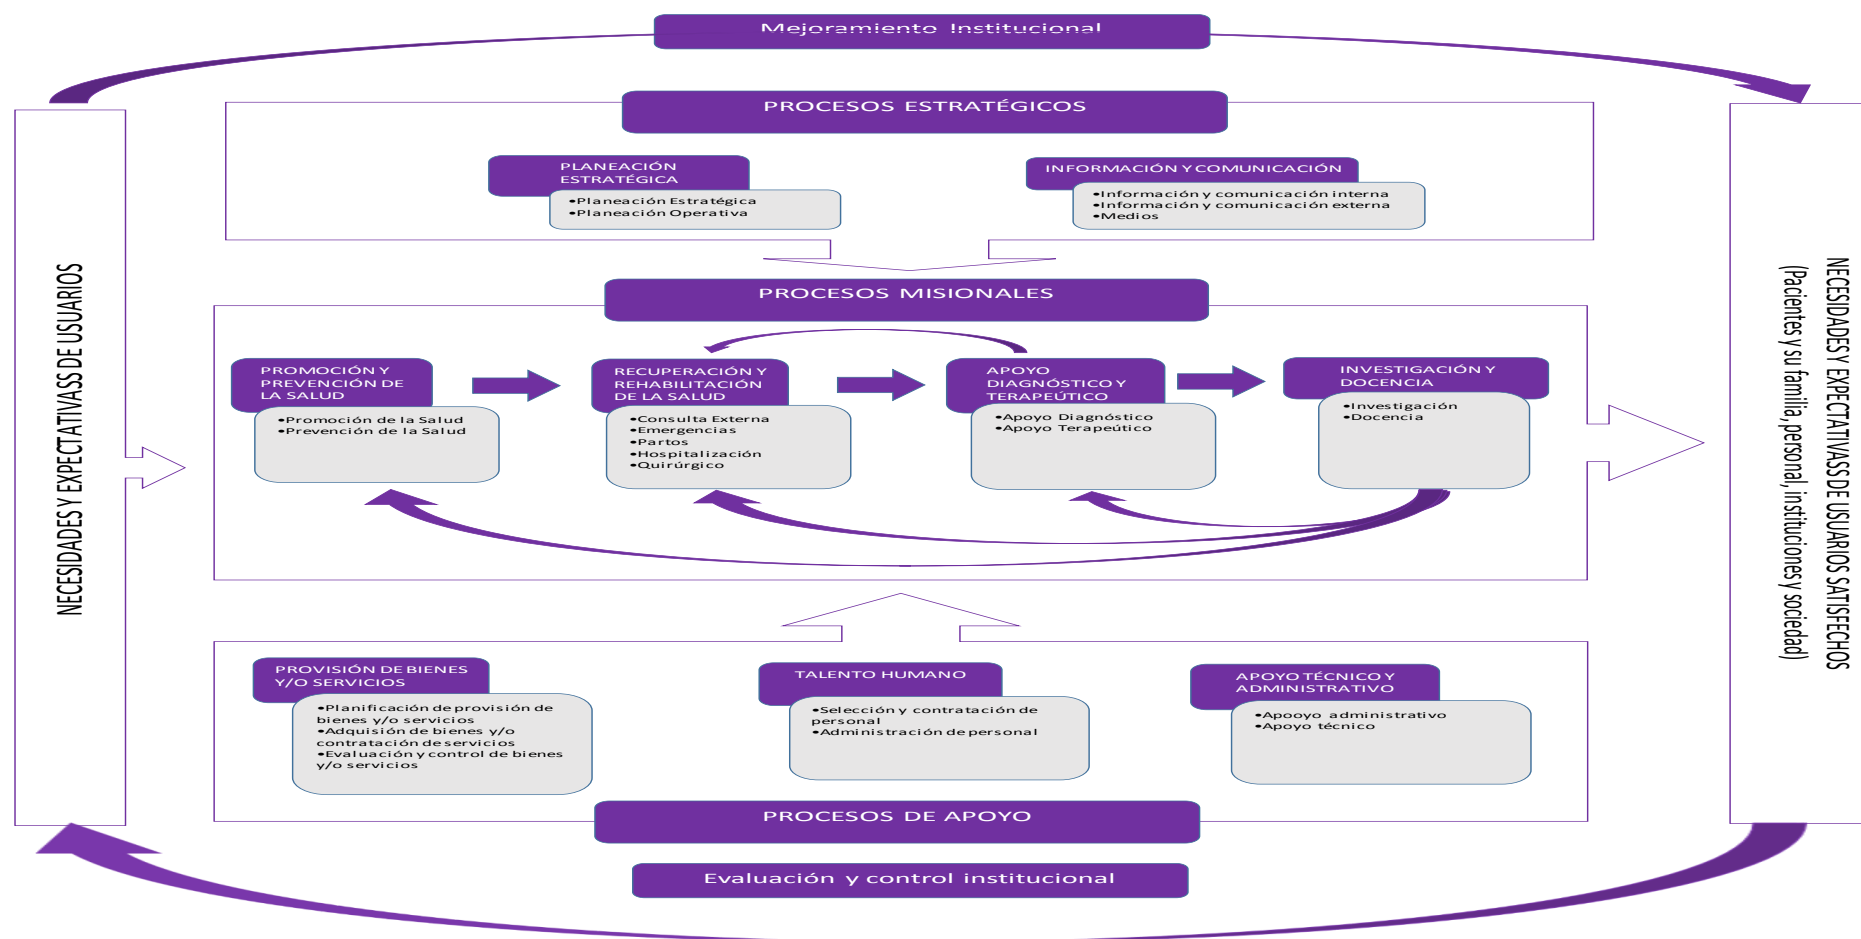 Mejoramiento Institucional
PROCESOS ESTRATÉGICOS
PLANEACIÓN
ESTRATÉGICA
•Planeación Estratégica
•Planeación Operativa
INFORMACIÓN Y COMUNICACIÓN
•Información y comunicación interna
•Información y comunicación externa
•Medios
NECESIDADES Y EXPECTATIVASS DE USUARIOS
PROCESOS MISIONALES
PROMOCIÓN Y
PREVENCIÓN DE
LA SALUD
•Promoción de la Salud
•Prevención de la Salud
RECUPERACIÓN Y
REHABILITACIÓN
DE LA SALUD
•Consulta Externa
•Emergencias
•Partos
•Hospitalización
•Quirúrgico
APOYO
DIAGNÓSTICO Y
TERAPEÚTICO
•Apoyo Diagnóstico
•Apoyo Terapeútico
INVESTIGACIÓN Y
DOCENCIA
•Investigación
•Docencia
NECESIDADES Y EXPECTATIVASS DE USUARIOS SATISFECHOS
(Pacientes y su familia, personal, instituciones y sociedad)
PROVISIÓN DE BIENES
Y/O SERVICIOS
•Planificación de provisión de
bienes y/o servicios
•Adquisión de bienes y/o
contratación de servicios
•Evaluación y control de bienes
y/o servicios
TALENTO HUMANO
•Selección y contratación de
personal
•Administración de personal
APOYO TÉCNICO Y
ADMINISTRATIVO
•Apooyo administrativo
•Apoyo técnico
PROCESOS DE APOYO
Evaluación y control institucional